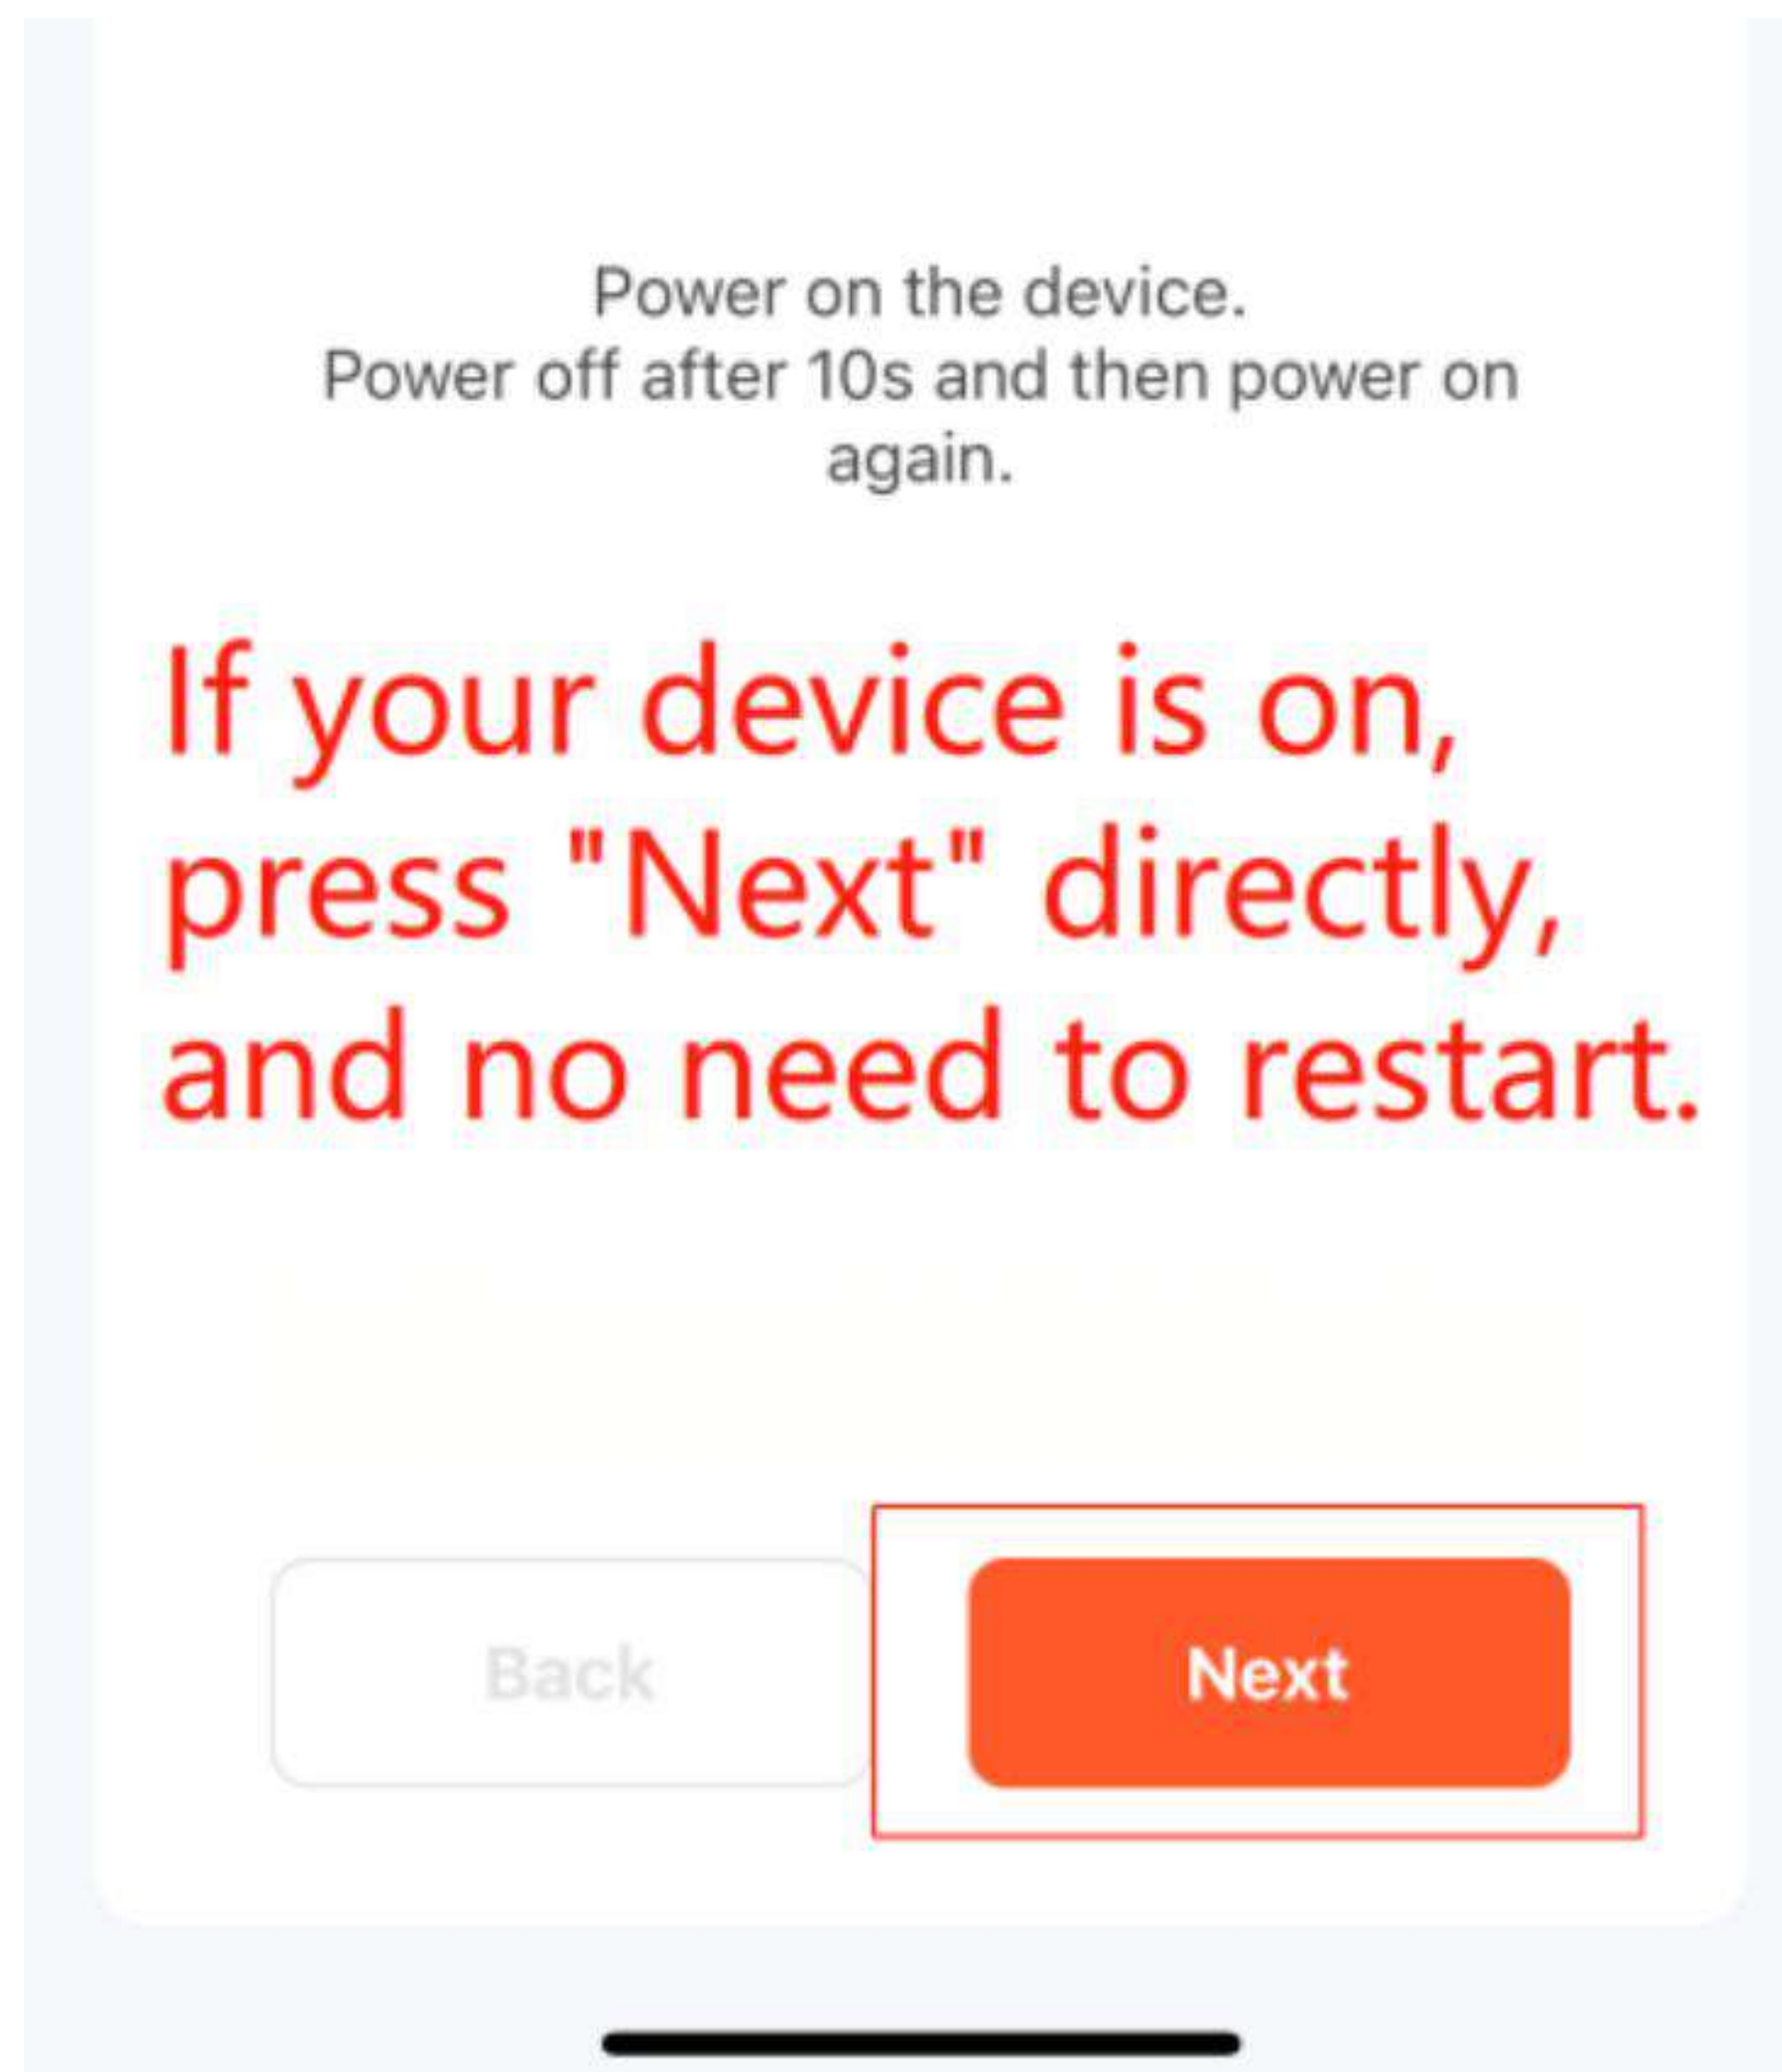 Power on the device.
Power off after 10s and then power on
again.
If your device is on,
press "Next" directly,
and no need to restart.
Back
Next